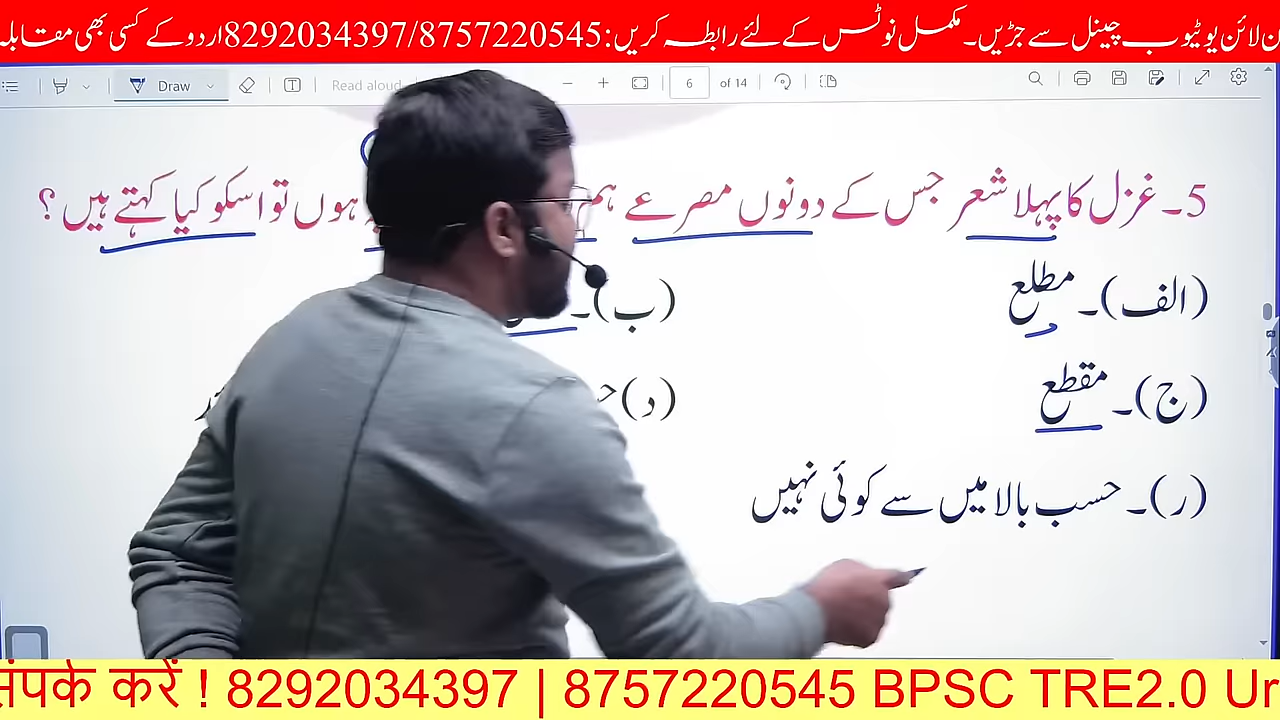 لائن یوٹیوب چینل سے جڑیں۔ مکمل نوٹس کے لئے رابطہ کریں:8292034397/8757220545اردو کے کسی بھی مقابلہ
Draw Read aloud 6 of 14
5۔ غزل کا پہلا شعر جس کے دونوں مصرعے ہوں تو اسکو کیا کہتے ہیں؟
(الف)۔ مطلع (ب)۔
(ج)۔ مقطع (د)
(ر)۔ حسب بالا میں سے کوئی نہیں
संपर्क करें ! 8292034397 | 8757220545 BPSC TRE2.0 Ur